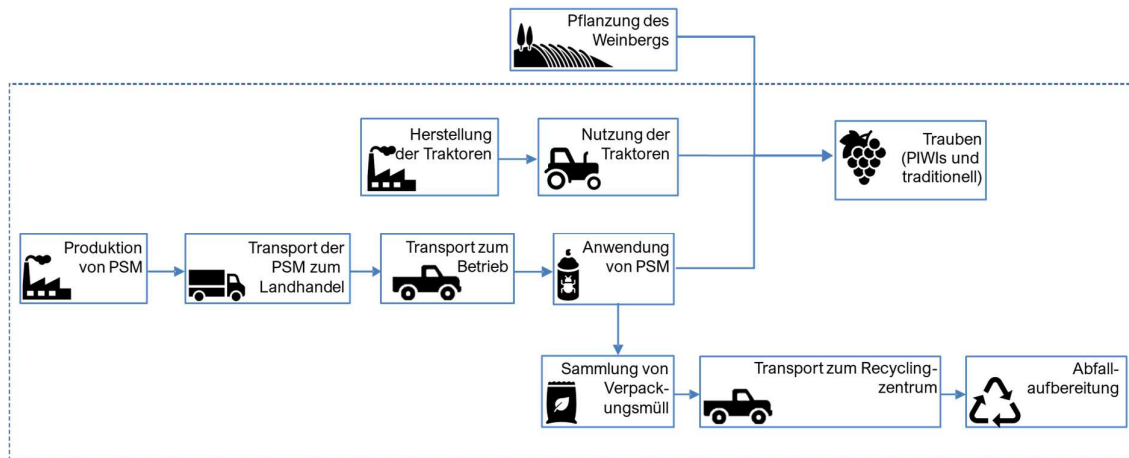 Pflanzung des
Weinbergs
Herstellung
der Traktoren
Nutzung der
Traktoren
Trauben
(PIWIs und
traditionell)
Produktion
von PSM
Transport der
PSM zum
Landhandel
Transport zum
Betrieb
Anwendung
von PSM
Sammlung von
Verpack-
ungsmüll
Transport zum Recycling-
zentrum
Abfall-
aufbereitung